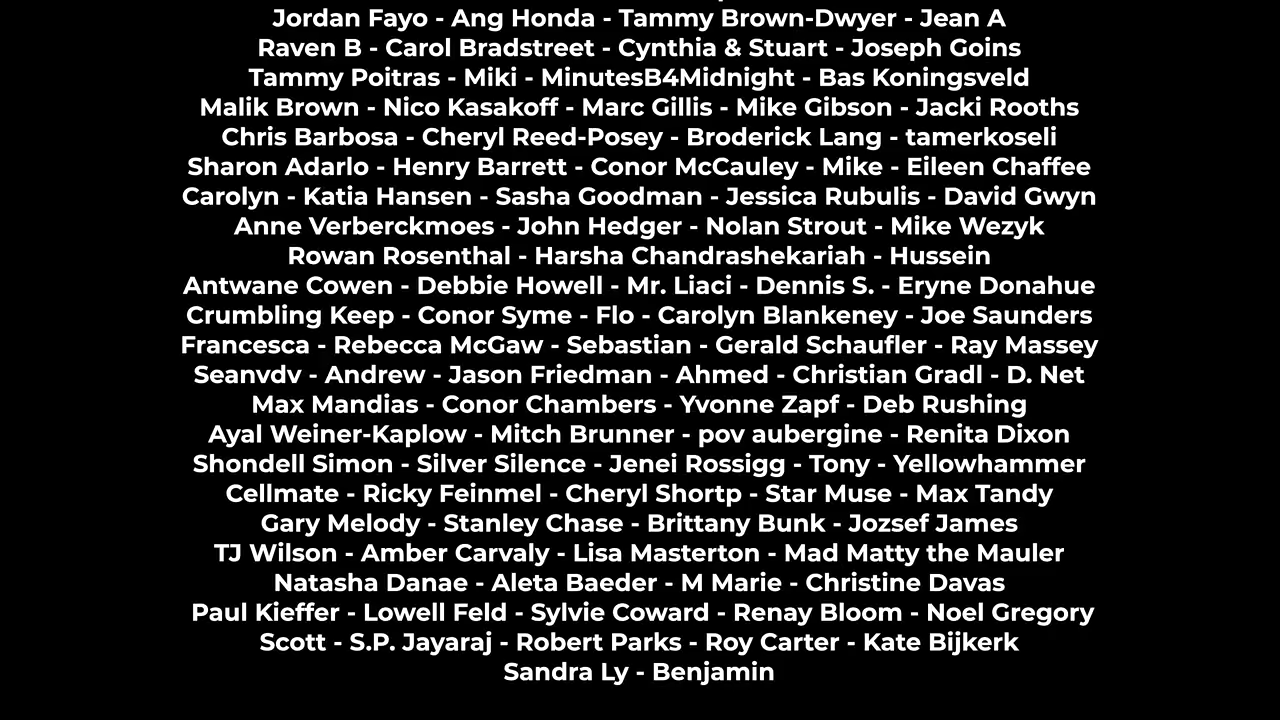 Jordan Fayo - Ang Honda - Tammy Brown-Dwyer - Jean A
Raven B - Carol Bradstreet - Cynthia & Stuart - Joseph Goins
Tammy Poitras - Miki - MinutesB4Midnight - Bas Koningsveld
Malik Brown - Nico Kasakoff - Marc Gillis - Mike Gibson - Jacki Rooths
Chris Barbosa - Cheryl Reed-Posey - Broderick Lang - tamerkoseli
Sharon Adarlo - Henry Barrett - Conor McCauley - Mike - Eileen Chaffee
Carolyn - Katia Hansen - Sasha Goodman - Jessica Rubulis - David Gwyn
Anne Verberckmoes - John Hedger - Nolan Strout - Mike Wezyk
Rowan Rosenthal - Harsha Chandrashekariah - Hussein
Antwane Cowen - Debbie Howell - Mr. Liaci - Dennis S. - Eryne Donahue
Crumbling Keep - Conor Syme - Flo - Carolyn Blankeney - Joe Saunders
Francesca - Rebecca McGaw - Sebastian - Gerald Schaufler - Ray Massey
Seanvdv - Andrew - Jason Friedman - Ahmed - Christian Gradl - D. Net
Max Mandias - Conor Chambers - Yvonne Zapf - Deb Rushing
Ayal Weiner-Kaplow - Mitch Brunner - pov aubergine - Renita Dixon
Shondell Simon - Silver Silence - Jenei Rossigg - Tony - Yellowhammer
Cellmate - Ricky Feinmel - Cheryl Shortp - Star Muse - Max Tandy
Gary Melody - Stanley Chase - Brittany Bunk - Jozsef James
TJ Wilson - Amber Carvaly - Lisa Masterton - Mad Matty the Mauler
Natasha Danae - Aleta Baeder - M Marie - Christine Davas
Paul Kieffer - Lowell Feld - Sylvie Coward - Renay Bloom - Noel Gregory
Scott - S.P. Jayaraj - Robert Parks - Roy Carter - Kate Bijkerk
Sandra Ly - Benjamin